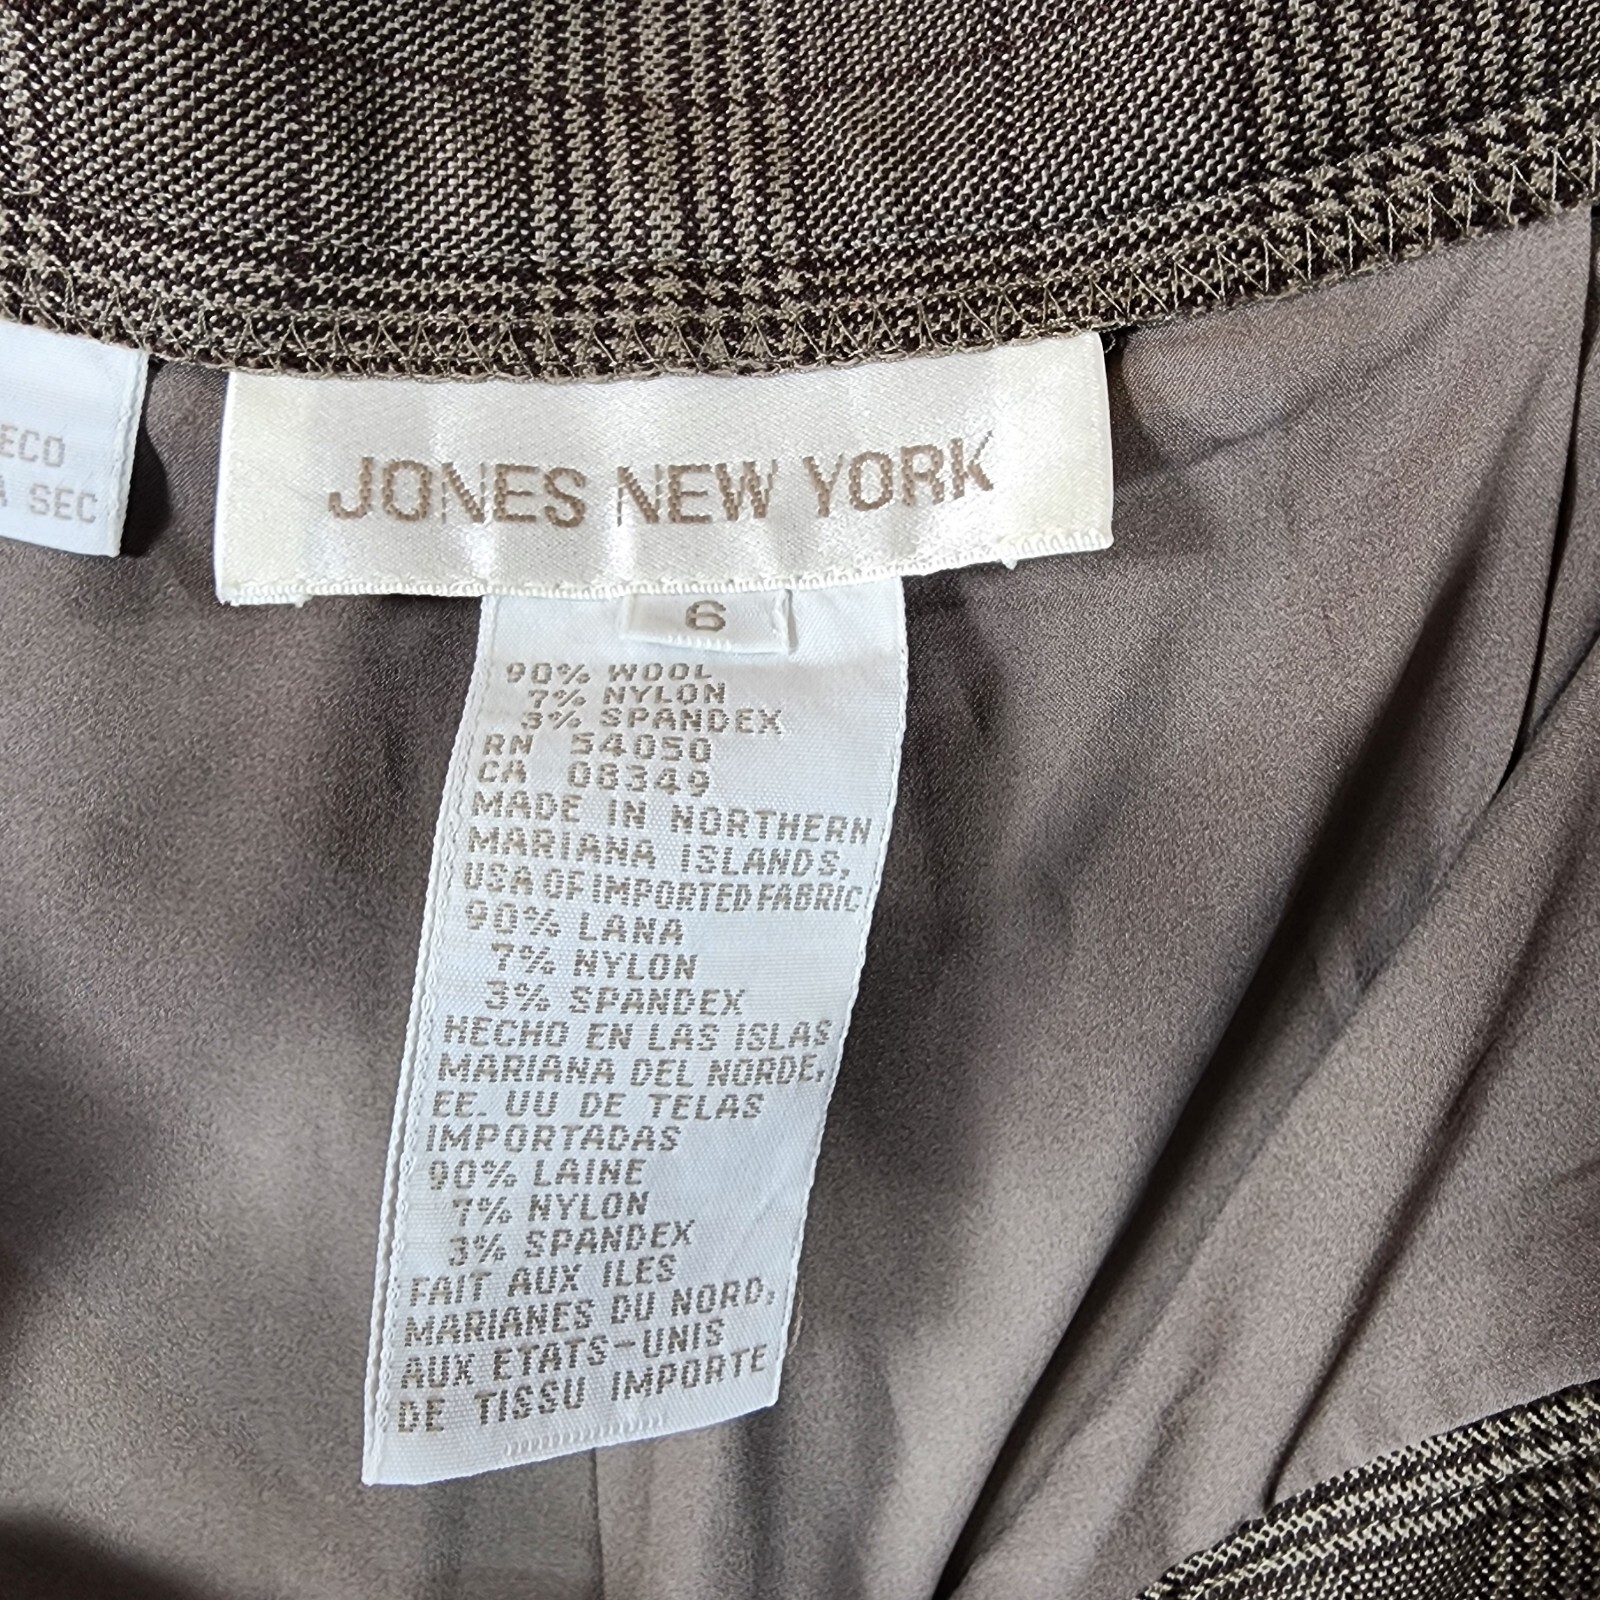 ECO
A SEC
JONES NEW YORK
6
90% WOOL
7% NYLON
3% SPANDEX
RN 54050
CA 08349
MADE IN NORTHERN
MARIANA ISLANDS,
USA OF IMPORTED FABRIC
90% LANA
7% NYLON
3% SPANDEX
HECHO EN LAS ISLAS
MARIANA DEL NORDE,
EE. UU DE TELAS
IMPORTADAS
90% LAINE
7% NYLON
3% SPANDEX
FAIT AUX ILES
MARIANES DU NORD,
AUX ETATS-UNIS
DE TISSU IMPORTE